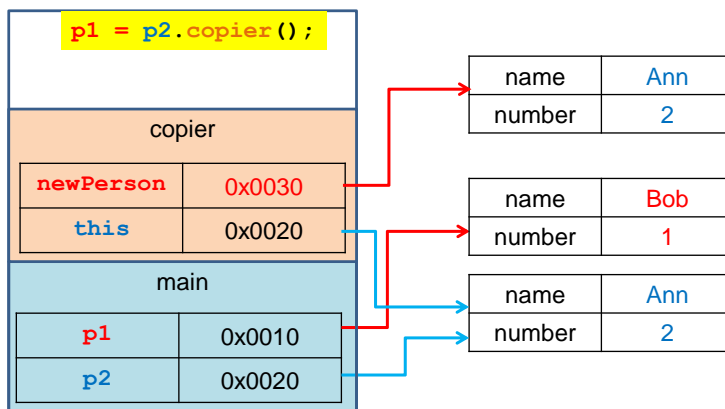 p1 = p2.copier();
copier
newPerson 0x0030
this 0x0020
main
p1 0x0010
p2 0x0020
name Ann
number 2
name Bob
number 1
name Ann
number 2